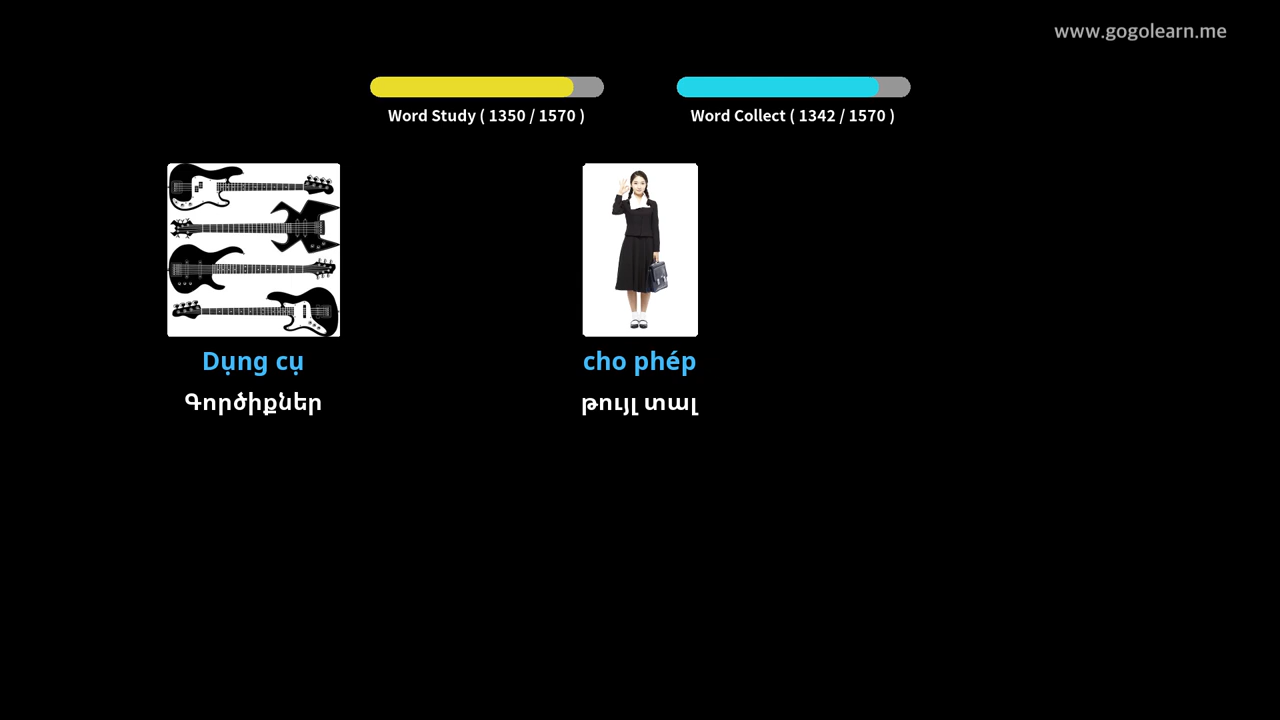 www.gogolearn.me
Word Study ( 1350 / 1570 )
Word Collect ( 1342 / 1570 )
Dụng cụ
Գործիքներ
cho phép
թույլ տալ